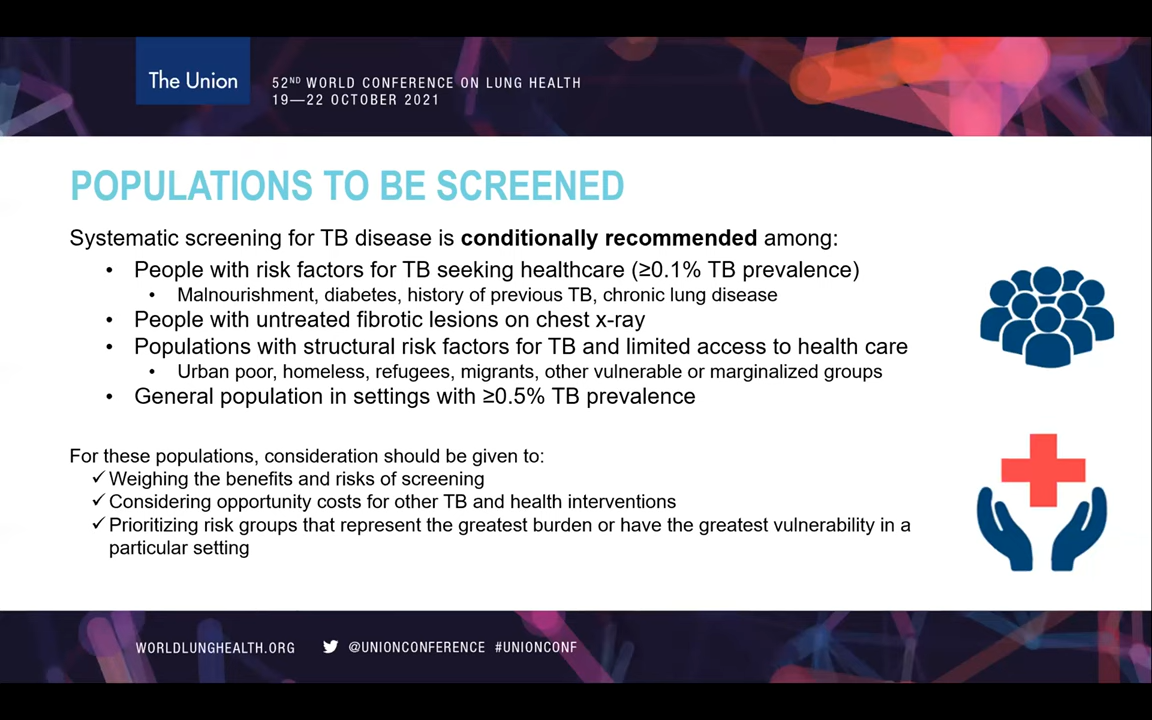 The Union
52ND WORLD CONFERENCE ON LUNG HEALTH
19—22 OCTOBER 2021
POPULATIONS TO BE SCREENED
Systematic screening for TB disease is conditionally recommended among:
• People with risk factors for TB seeking healthcare (≥0.1% TB prevalence)
• Malnourishment, diabetes, history of previous TB, chronic lung disease
• People with untreated fibrotic lesions on chest x-ray
• Populations with structural risk factors for TB and limited access to health care
• Urban poor, homeless, refugees, migrants, other vulnerable or marginalized groups
• General population in settings with ≥0.5% TB prevalence
For these populations, consideration should be given to:
✓ Weighing the benefits and risks of screening
✓ Considering opportunity costs for other TB and health interventions
✓ Prioritizing risk groups that represent the greatest burden or have the greatest vulnerability in a
particular setting
WORLDLUNGHEALTH.ORG @UNIONCONFERENCE #UNIONCONF